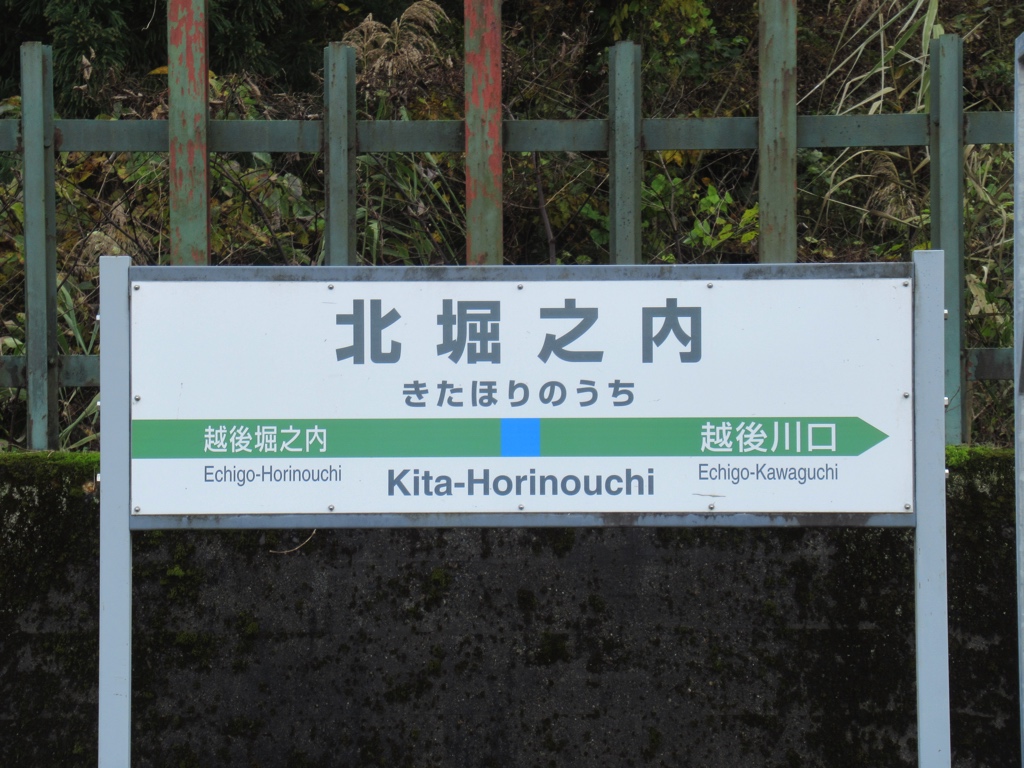 北堀之内
きたほりのうち
越後堀之内 越後川口
Echigo-Horinouchi Kita-Horinouchi Echigo-Kawaguchi